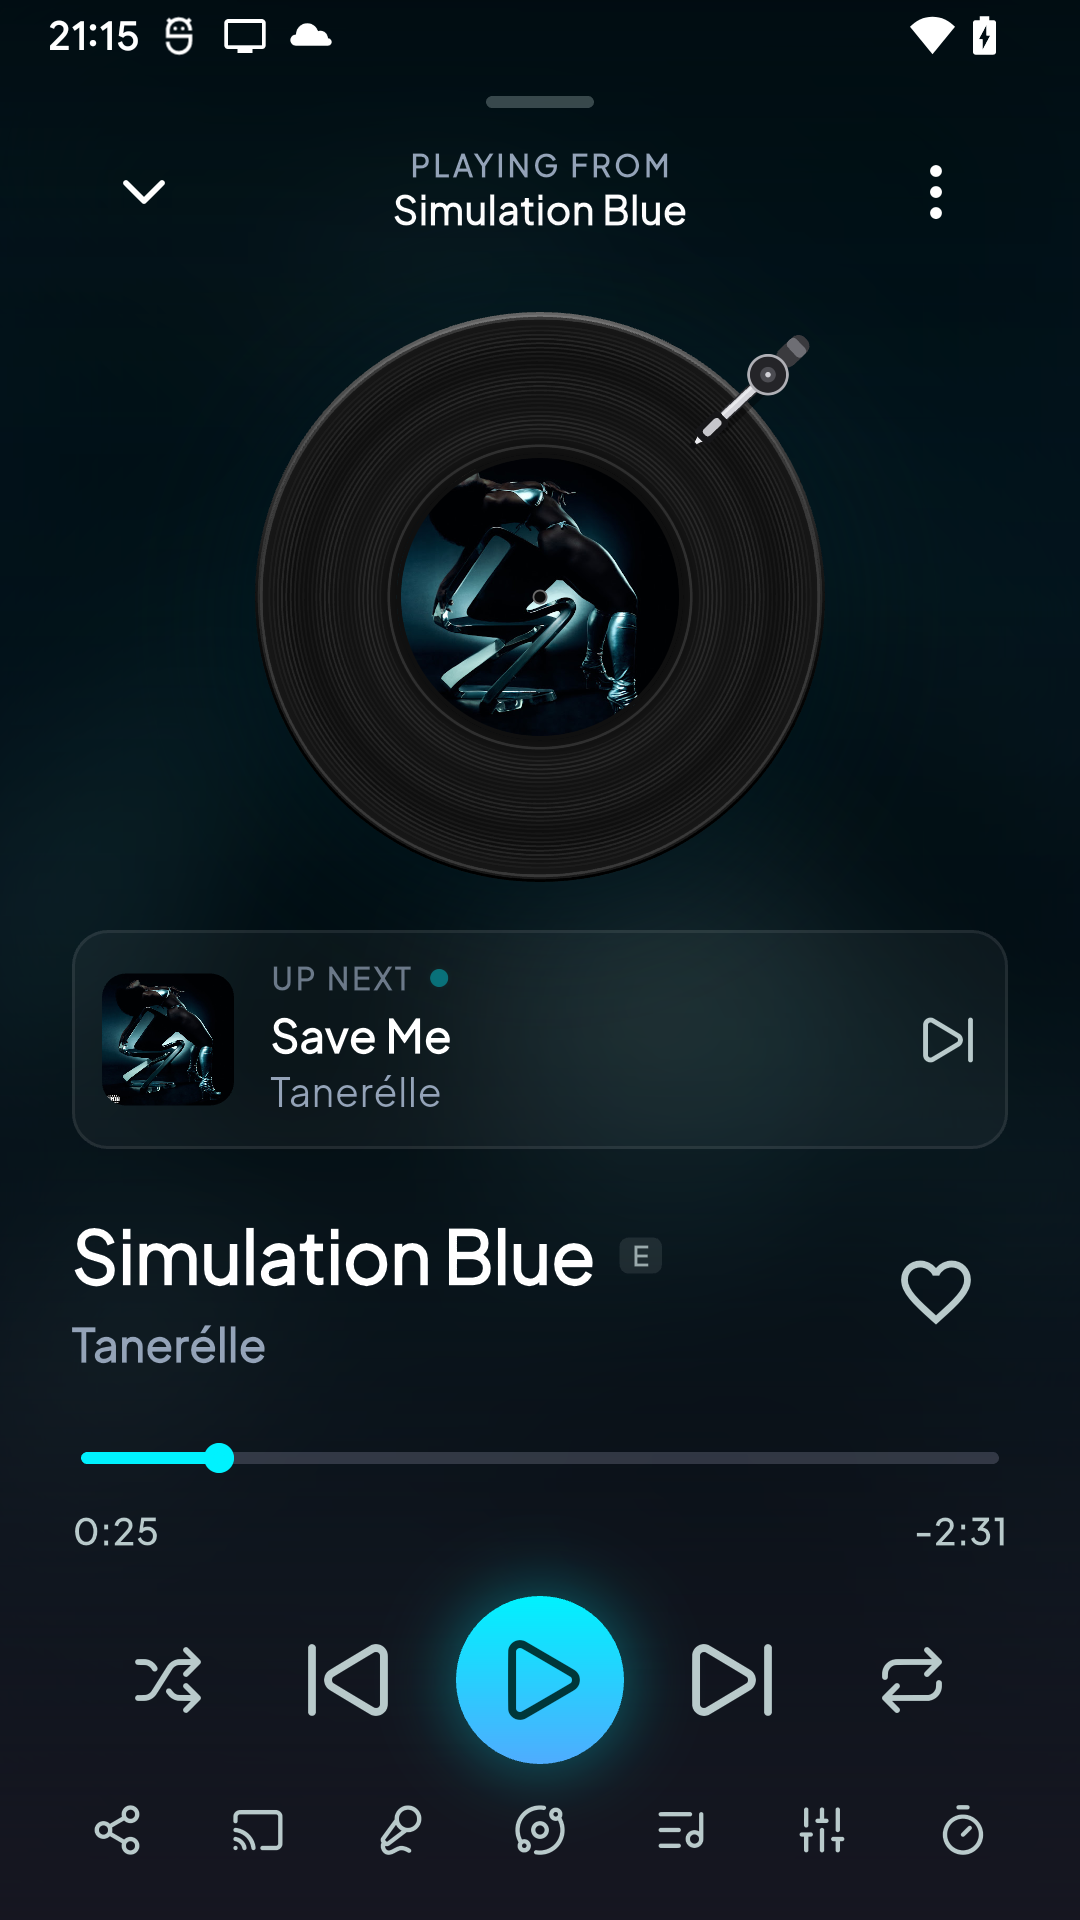 21:15
PLAYING FROM
Simulation Blue
UP NEXT
Save Me
Tanerélle
Simulation Blue E
Tanerélle
0:25 -2:31